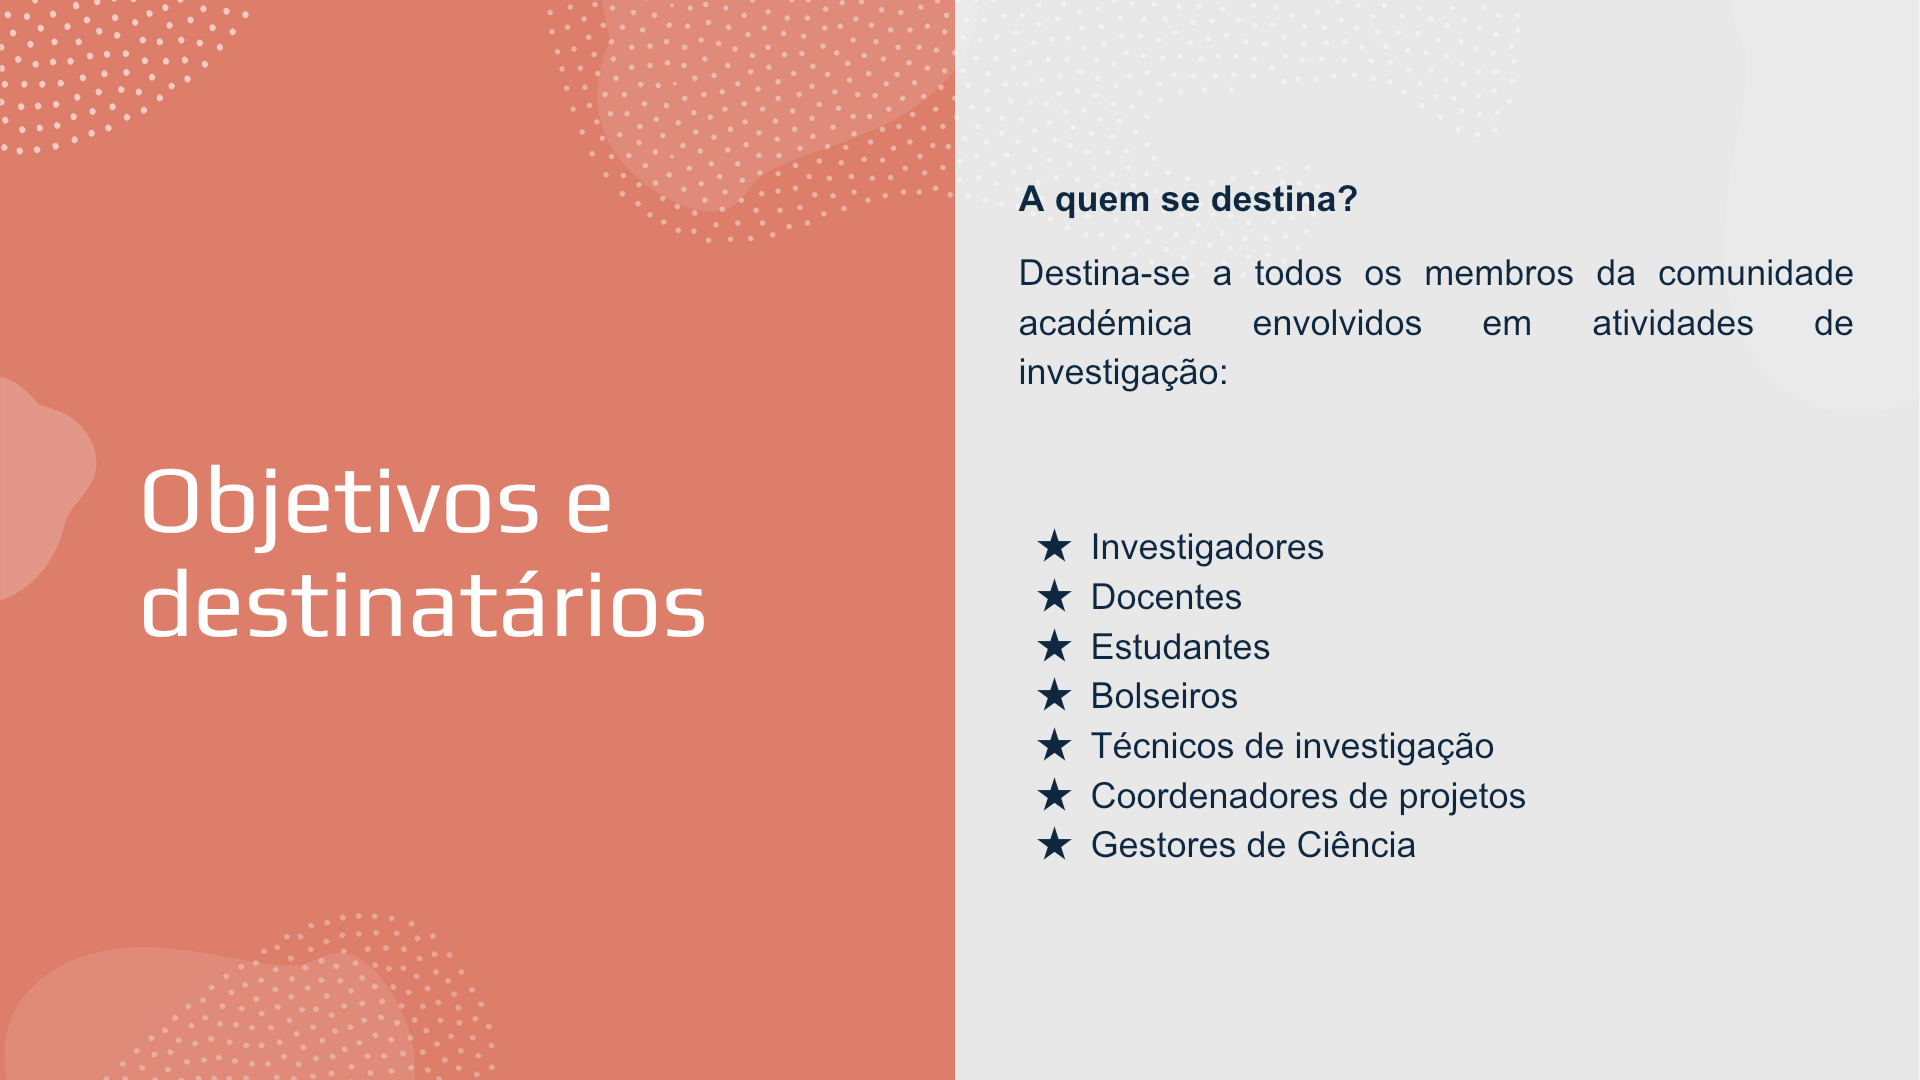 Objetivos e
destinatários
A quem se destina?
Destina-se a todos os membros da comunidade
académica envolvidos em atividades de
investigação:
★ Investigadores
★ Docentes
★ Estudantes
★ Bolseiros
★ Técnicos de investigação
★ Coordenadores de projetos
★ Gestores de Ciência